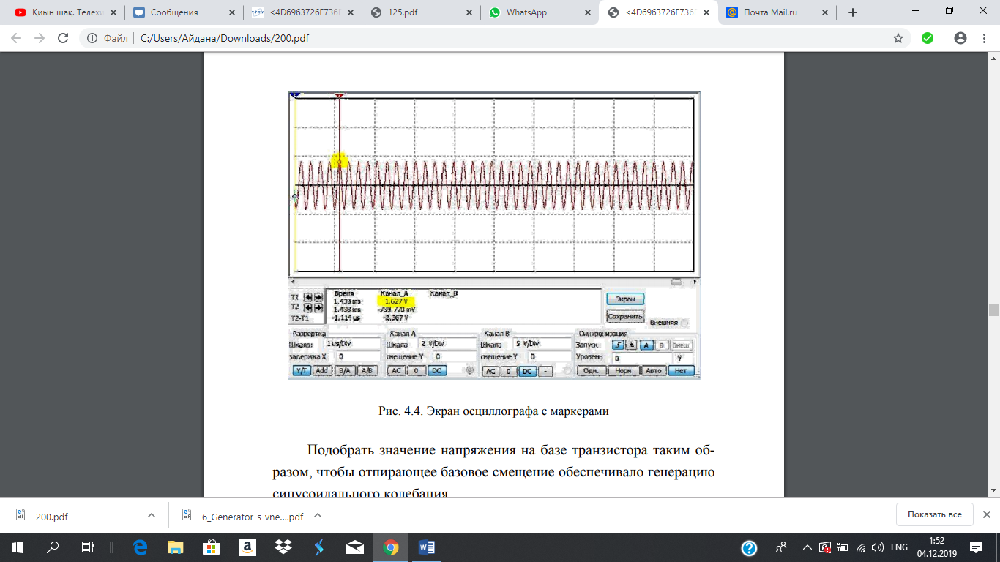 Қиын шақ. Телехи
Сообщения
<4D6963726F736F
125.pdf
WhatsApp
<4D6963726F736F
Почта Mail.ru
Файл | C:/Users/Айдана/Downloads/200.pdf
T1
T2
T2-T1
Время Канал_A Канал_B
1.439 ms 1.627 V
1.438 ms -739.770 mV
-1.114 us -2.367 V
Экран
Сохранить
Внешняя
Развертка
Шкала: 1 us/Div
задержка X 0
Y/T Add B/A A/B
Канал A
Шкала 2 V/Div
смещение Y 0
AC 0 DC
Канал B
Шкала 5 V/Div
смещение Y 0
AC 0 DC -
Синхронизация
Запуск A B Внеш
Уровень 0 V
Одн. Норм Авто Нет
Рис. 4.4. Экран осциллографа с маркерами
Подобрать значение напряжения на базе транзистора таким об-
разом, чтобы отпирающее базовое смещение обеспечивало генерацию
синусоидального колебания
200.pdf
6_Generator-s-vne....pdf
Показать все
ENG
1:52
04.12.2019